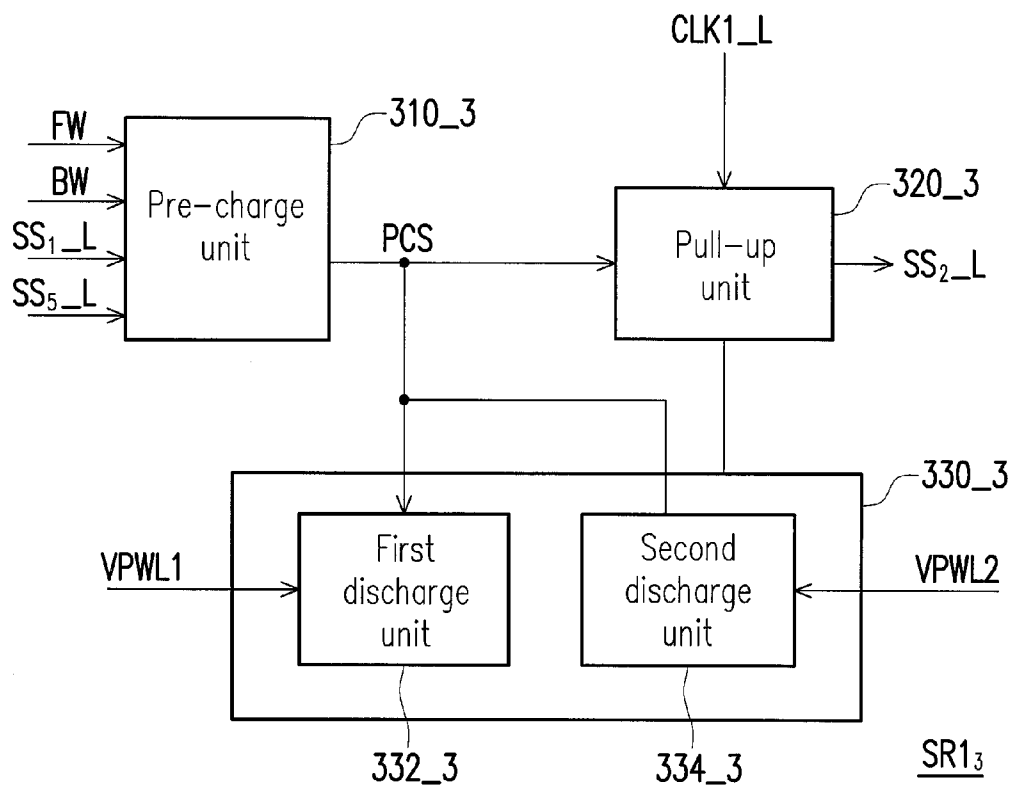 CLK1_L
FW
310_3
BW
Pre-charge
unit
320_3
SS₁_L
PCS
Pull-up
unit
SS₂_L
SS₅_L
330_3
VPWL1
First
discharge
unit
Second
discharge
unit
VPWL2
332_3
334_3
SR1₃